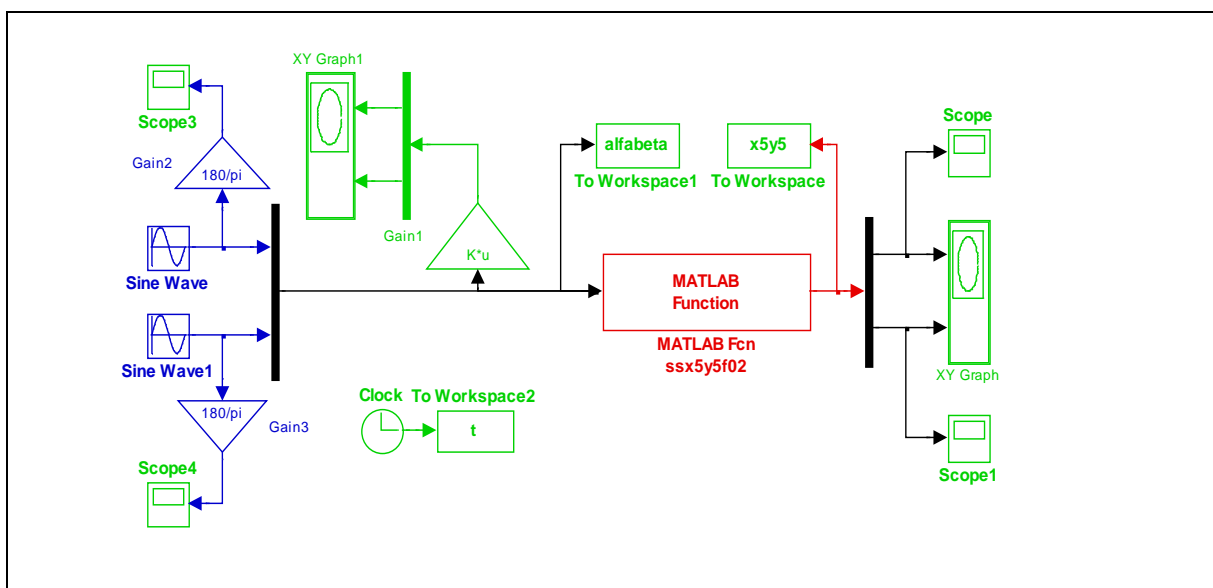 XY Graph1
Scope3
Gain2
180/pi
Sine Wave
Sine Wave1
180/pi
Gain3
Scope4
Gain1
K*u
alfabeta
To Workspace1
x5y5
To Workspace
MATLAB
Function
MATLAB Fcn
ssx5y5f02
Clock
To Workspace2
t
Scope
XY Graph
Scope1